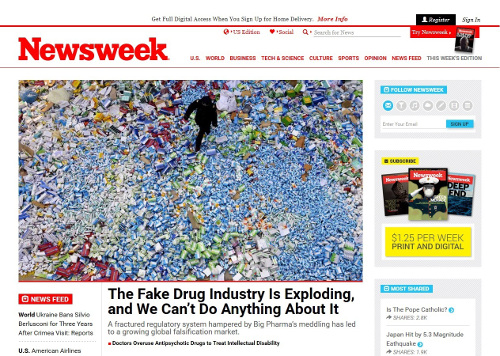 Get Full Digital Access When You Sign Up for Home Delivery. More Info
Register
Sign In
US Edition
Social
Search for News
Try Newsweek
Newsweek
U.S. WORLD BUSINESS TECH & SCIENCE CULTURE SPORTS OPINION NEWS FEED THIS WEEK'S EDITION
FOLLOW NEWSWEEK
Enter Your Email
SIGN UP
SUBSCRIBE
Newsweek
DEEP
END
$1.25 PER WEEK
PRINT AND DIGITAL
NEWS FEED
World Ukraine Bans Silvio
Berlusconi for Three Years
After Crimea Visit: Reports
U.S. American Airlines
The Fake Drug Industry Is Exploding,
and We Can't Do Anything About It
A fractured regulatory system hampered by Big Pharma's meddling has led
to a growing global falsification market.
Doctors Overuse Antipsychotic Drugs to Treat Intellectual Disability
MOST SHARED
Is The Pope Catholic?
SHARES: 2.8K
Japan Hit by 5.3 Magnitude
Earthquake
SHARES: 1.9K